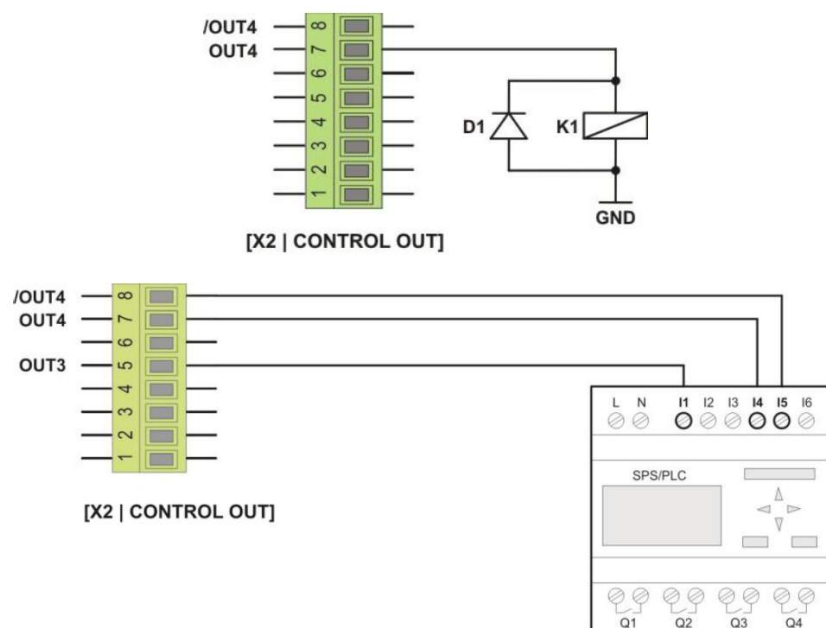 /OUT4 8
OUT4 7
6
5
4
3
2
1
D1 K1
GND
[X2 | CONTROL OUT]
/OUT4 8
OUT4 7
6
OUT3 5
4
3
2
1
[X2 | CONTROL OUT]
L N I1 I2 I3 I4 I5 I6
SPS/PLC
Q1 Q2 Q3 Q4